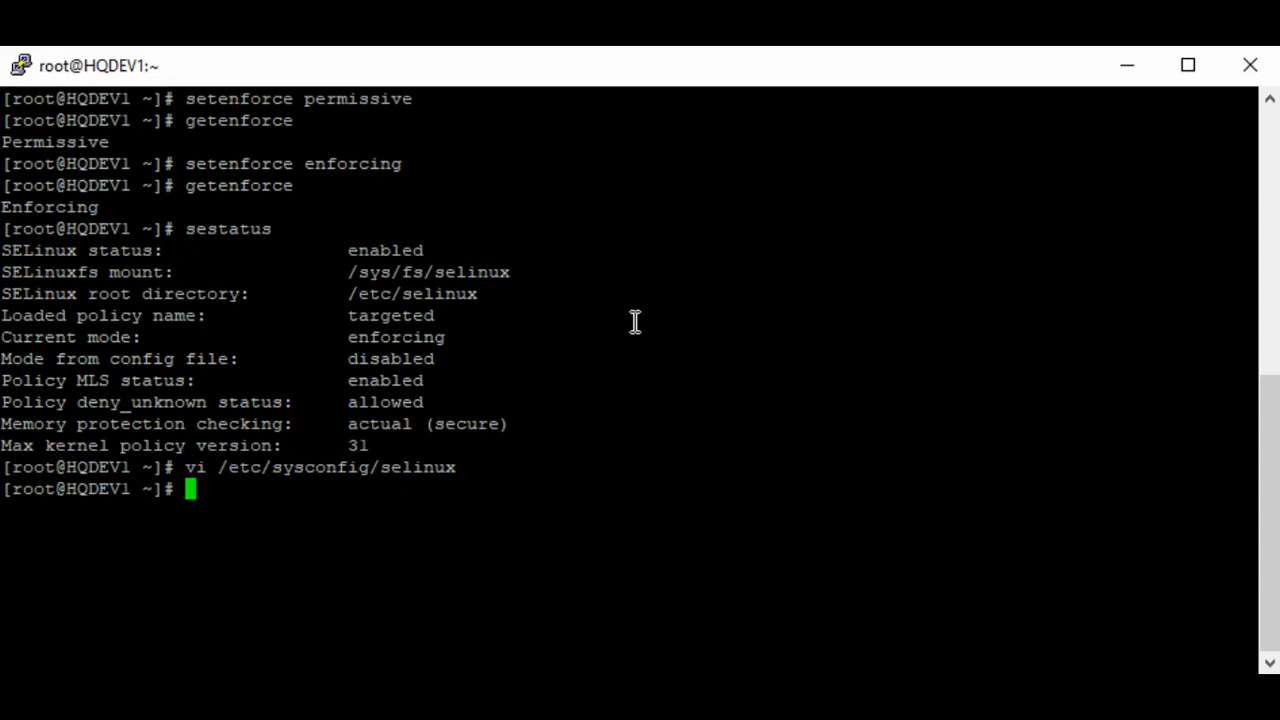 root@HQDEV1:~
[root@HQDEV1 ~]# setenforce permissive
[root@HQDEV1 ~]# getenforce
Permissive
[root@HQDEV1 ~]# setenforce enforcing
[root@HQDEV1 ~]# getenforce
Enforcing
[root@HQDEV1 ~]# sestatus
SELinux status:                 enabled
SELinuxfs mount:                /sys/fs/selinux
SELinux root directory:         /etc/selinux
Loaded policy name:             targeted
Current mode:                   enforcing
Mode from config file:          disabled
Policy MLS status:              enabled
Policy deny_unknown status:     allowed
Memory protection checking:     actual (secure)
Max kernel policy version:      31
[root@HQDEV1 ~]# vi /etc/sysconfig/selinux
[root@HQDEV1 ~]#